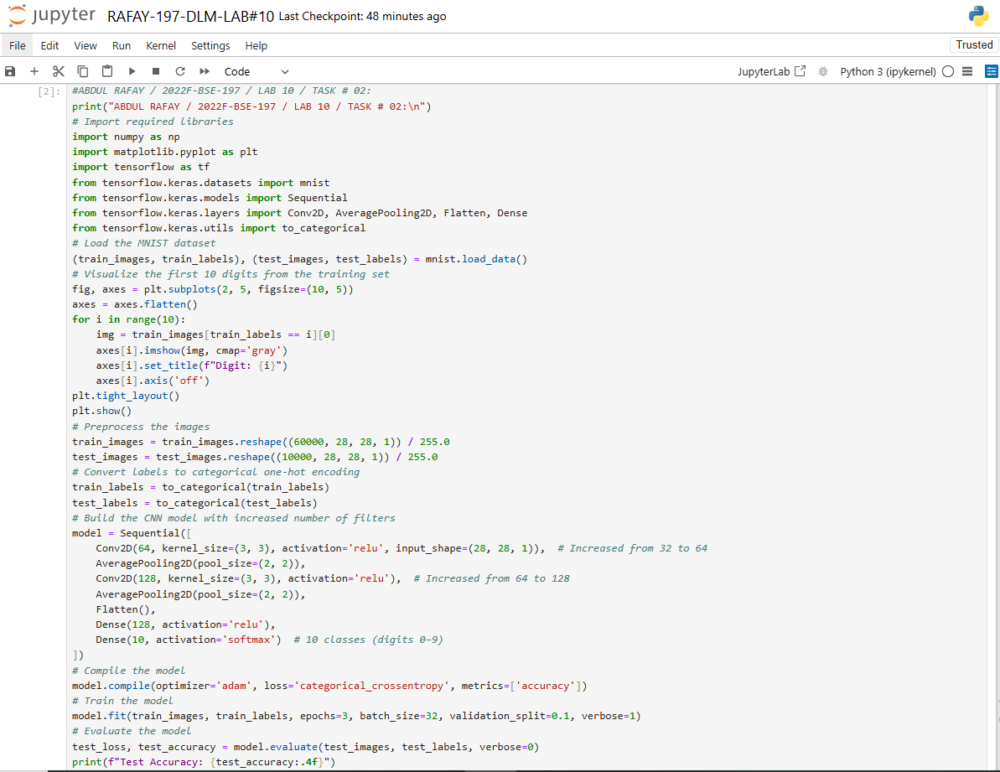 jupyter RAFAY-197-DLM-LAB#10 Last Checkpoint: 48 minutes ago
File Edit View Run Kernel Settings Help Trusted
Code JupyterLab Python 3 (ipykernel)
[2]: #ABDUL RAFAY / 2022F-BSE-197 / LAB 10 / TASK # 02:
print("ABDUL RAFAY / 2022F-BSE-197 / LAB 10 / TASK # 02:\n")
# Import required libraries
import numpy as np
import matplotlib.pyplot as plt
import tensorflow as tf
from tensorflow.keras.datasets import mnist
from tensorflow.keras.models import Sequential
from tensorflow.keras.layers import Conv2D, AveragePooling2D, Flatten, Dense
from tensorflow.keras.utils import to_categorical
# Load the MNIST dataset
(train_images, train_labels), (test_images, test_labels) = mnist.load_data()
# Visualize the first 10 digits from the training set
fig, axes = plt.subplots(2, 5, figsize=(10, 5))
axes = axes.flatten()
for i in range(10):
    img = train_images[train_labels == i][0]
    axes[i].imshow(img, cmap='gray')
    axes[i].set_title(f"Digit: {i}")
    axes[i].axis('off')
plt.tight_layout()
plt.show()
# Preprocess the images
train_images = train_images.reshape((60000, 28, 28, 1)) / 255.0
test_images = test_images.reshape((10000, 28, 28, 1)) / 255.0
# Convert labels to categorical one-hot encoding
train_labels = to_categorical(train_labels)
test_labels = to_categorical(test_labels)
# Build the CNN model with increased number of filters
model = Sequential([
    Conv2D(64, kernel_size=(3, 3), activation='relu', input_shape=(28, 28, 1)),  # Increased from 32 to 64
    AveragePooling2D(pool_size=(2, 2)),
    Conv2D(128, kernel_size=(3, 3), activation='relu'),  # Increased from 64 to 128
    AveragePooling2D(pool_size=(2, 2)),
    Flatten(),
    Dense(128, activation='relu'),
    Dense(10, activation='softmax')  # 10 classes (digits 0-9)
])
# Compile the model
model.compile(optimizer='adam', loss='categorical_crossentropy', metrics=['accuracy'])
# Train the model
model.fit(train_images, train_labels, epochs=3, batch_size=32, validation_split=0.1, verbose=1)
# Evaluate the model
test_loss, test_accuracy = model.evaluate(test_images, test_labels, verbose=0)
print(f"Test Accuracy: {test_accuracy:.4f}")